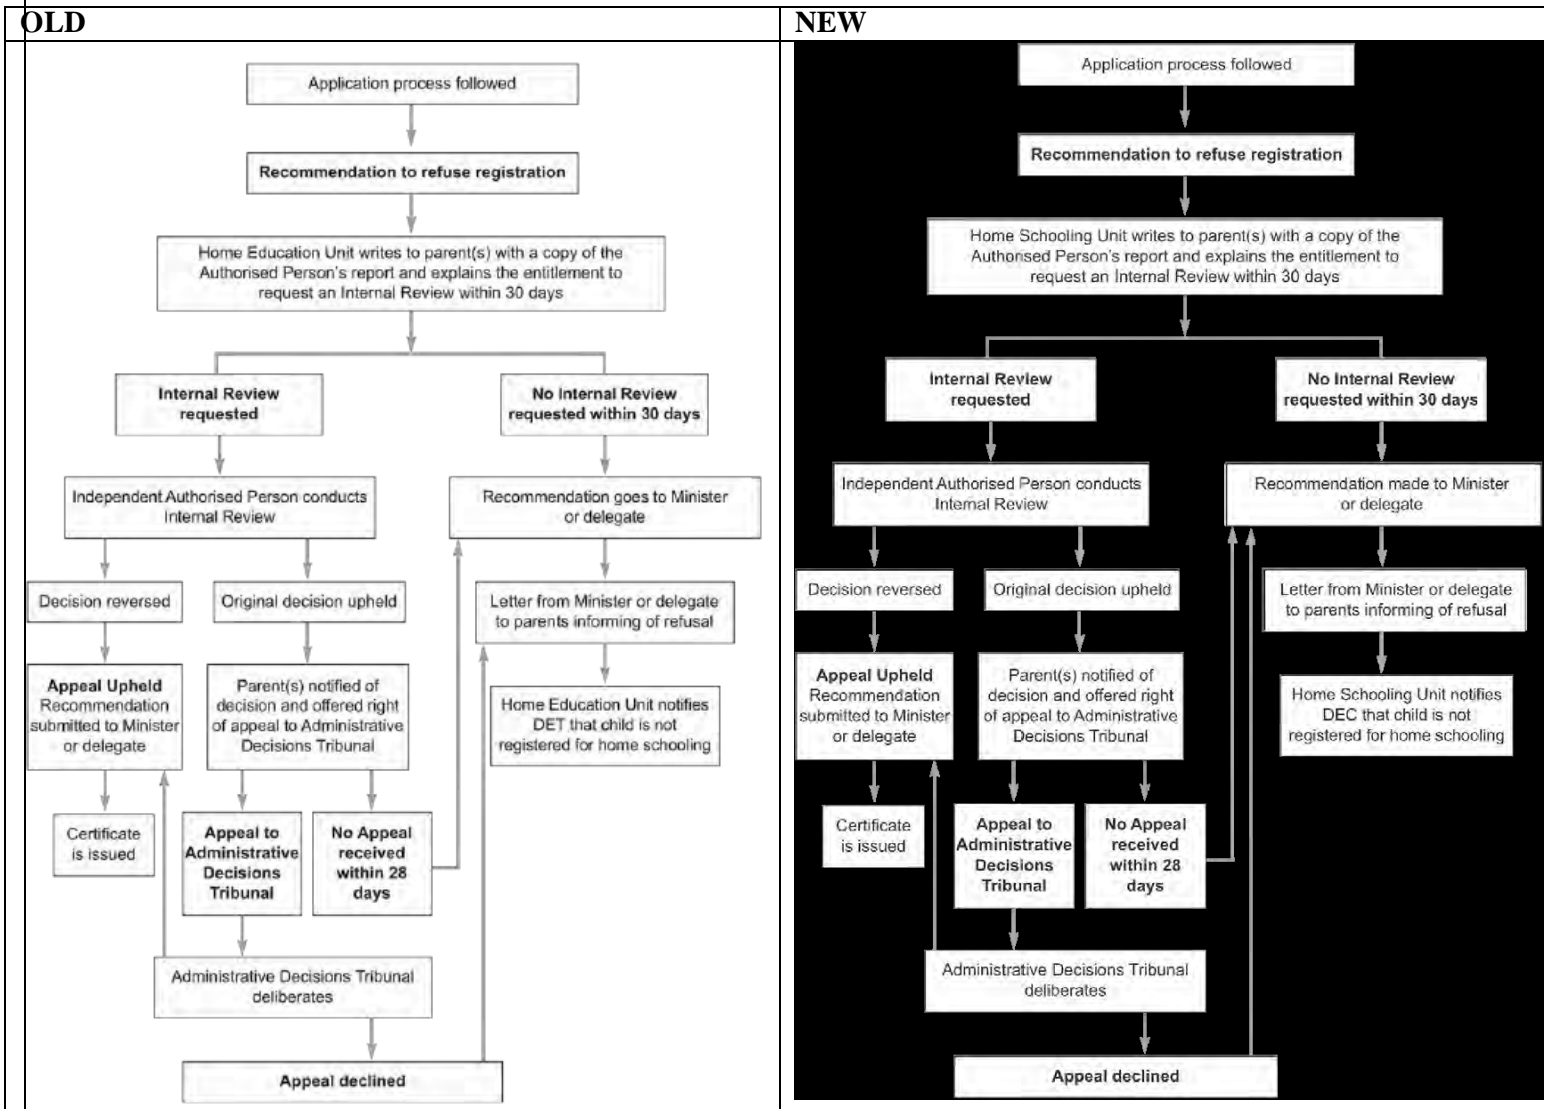 OLD
Application process followed
Recommendation to refuse registration
Home Education Unit writes to parent(s) with a copy of the
Authorised Person's report and explains the entitlement to
request an Internal Review within 30 days
Internal Review
requested
No Internal Review
requested within 30 days
Independent Authorised Person conducts
Internal Review
Recommendation goes to Minister
or delegate
Decision reversed
Original decision upheld
Letter from Minister or delegate
to parents informing of refusal
Appeal Upheld
Recommendation
submitted to Minister
or delegate
Parent(s) notified of
decision and offered right
of appeal to Administrative
Decisions Tribunal
Home Education Unit notifies
DET that child is not
registered for home schooling
Certificate
is issued
Appeal to
Administrative
Decisions
Tribunal
No Appeal
received
within 28
days
Administrative Decisions Tribunal
deliberates
Appeal declined
NEW
Application process followed
Recommendation to refuse registration
Home Schooling Unit writes to parent(s) with a copy of the
Authorised Person's report and explains the entitlement to
request an Internal Review within 30 days
Internal Review
requested
No Internal Review
requested within 30 days
Independent Authorised Person conducts
Internal Review
Recommendation made to Minister
or delegate
Decision reversed
Original decision upheld
Letter from Minister or delegate
to parents informing of refusal
Appeal Upheld
Recommendation
submitted to Minister
or delegate
Parent(s) notified of
decision and offered right
of appeal to Administrative
Decisions Tribunal
Home Schooling Unit notifies
DEC that child is not
registered for home schooling
Certificate
is issued
Appeal to
Administrative
Decisions
Tribunal
No Appeal
received
within 28
days
Administrative Decisions Tribunal
deliberates
Appeal declined